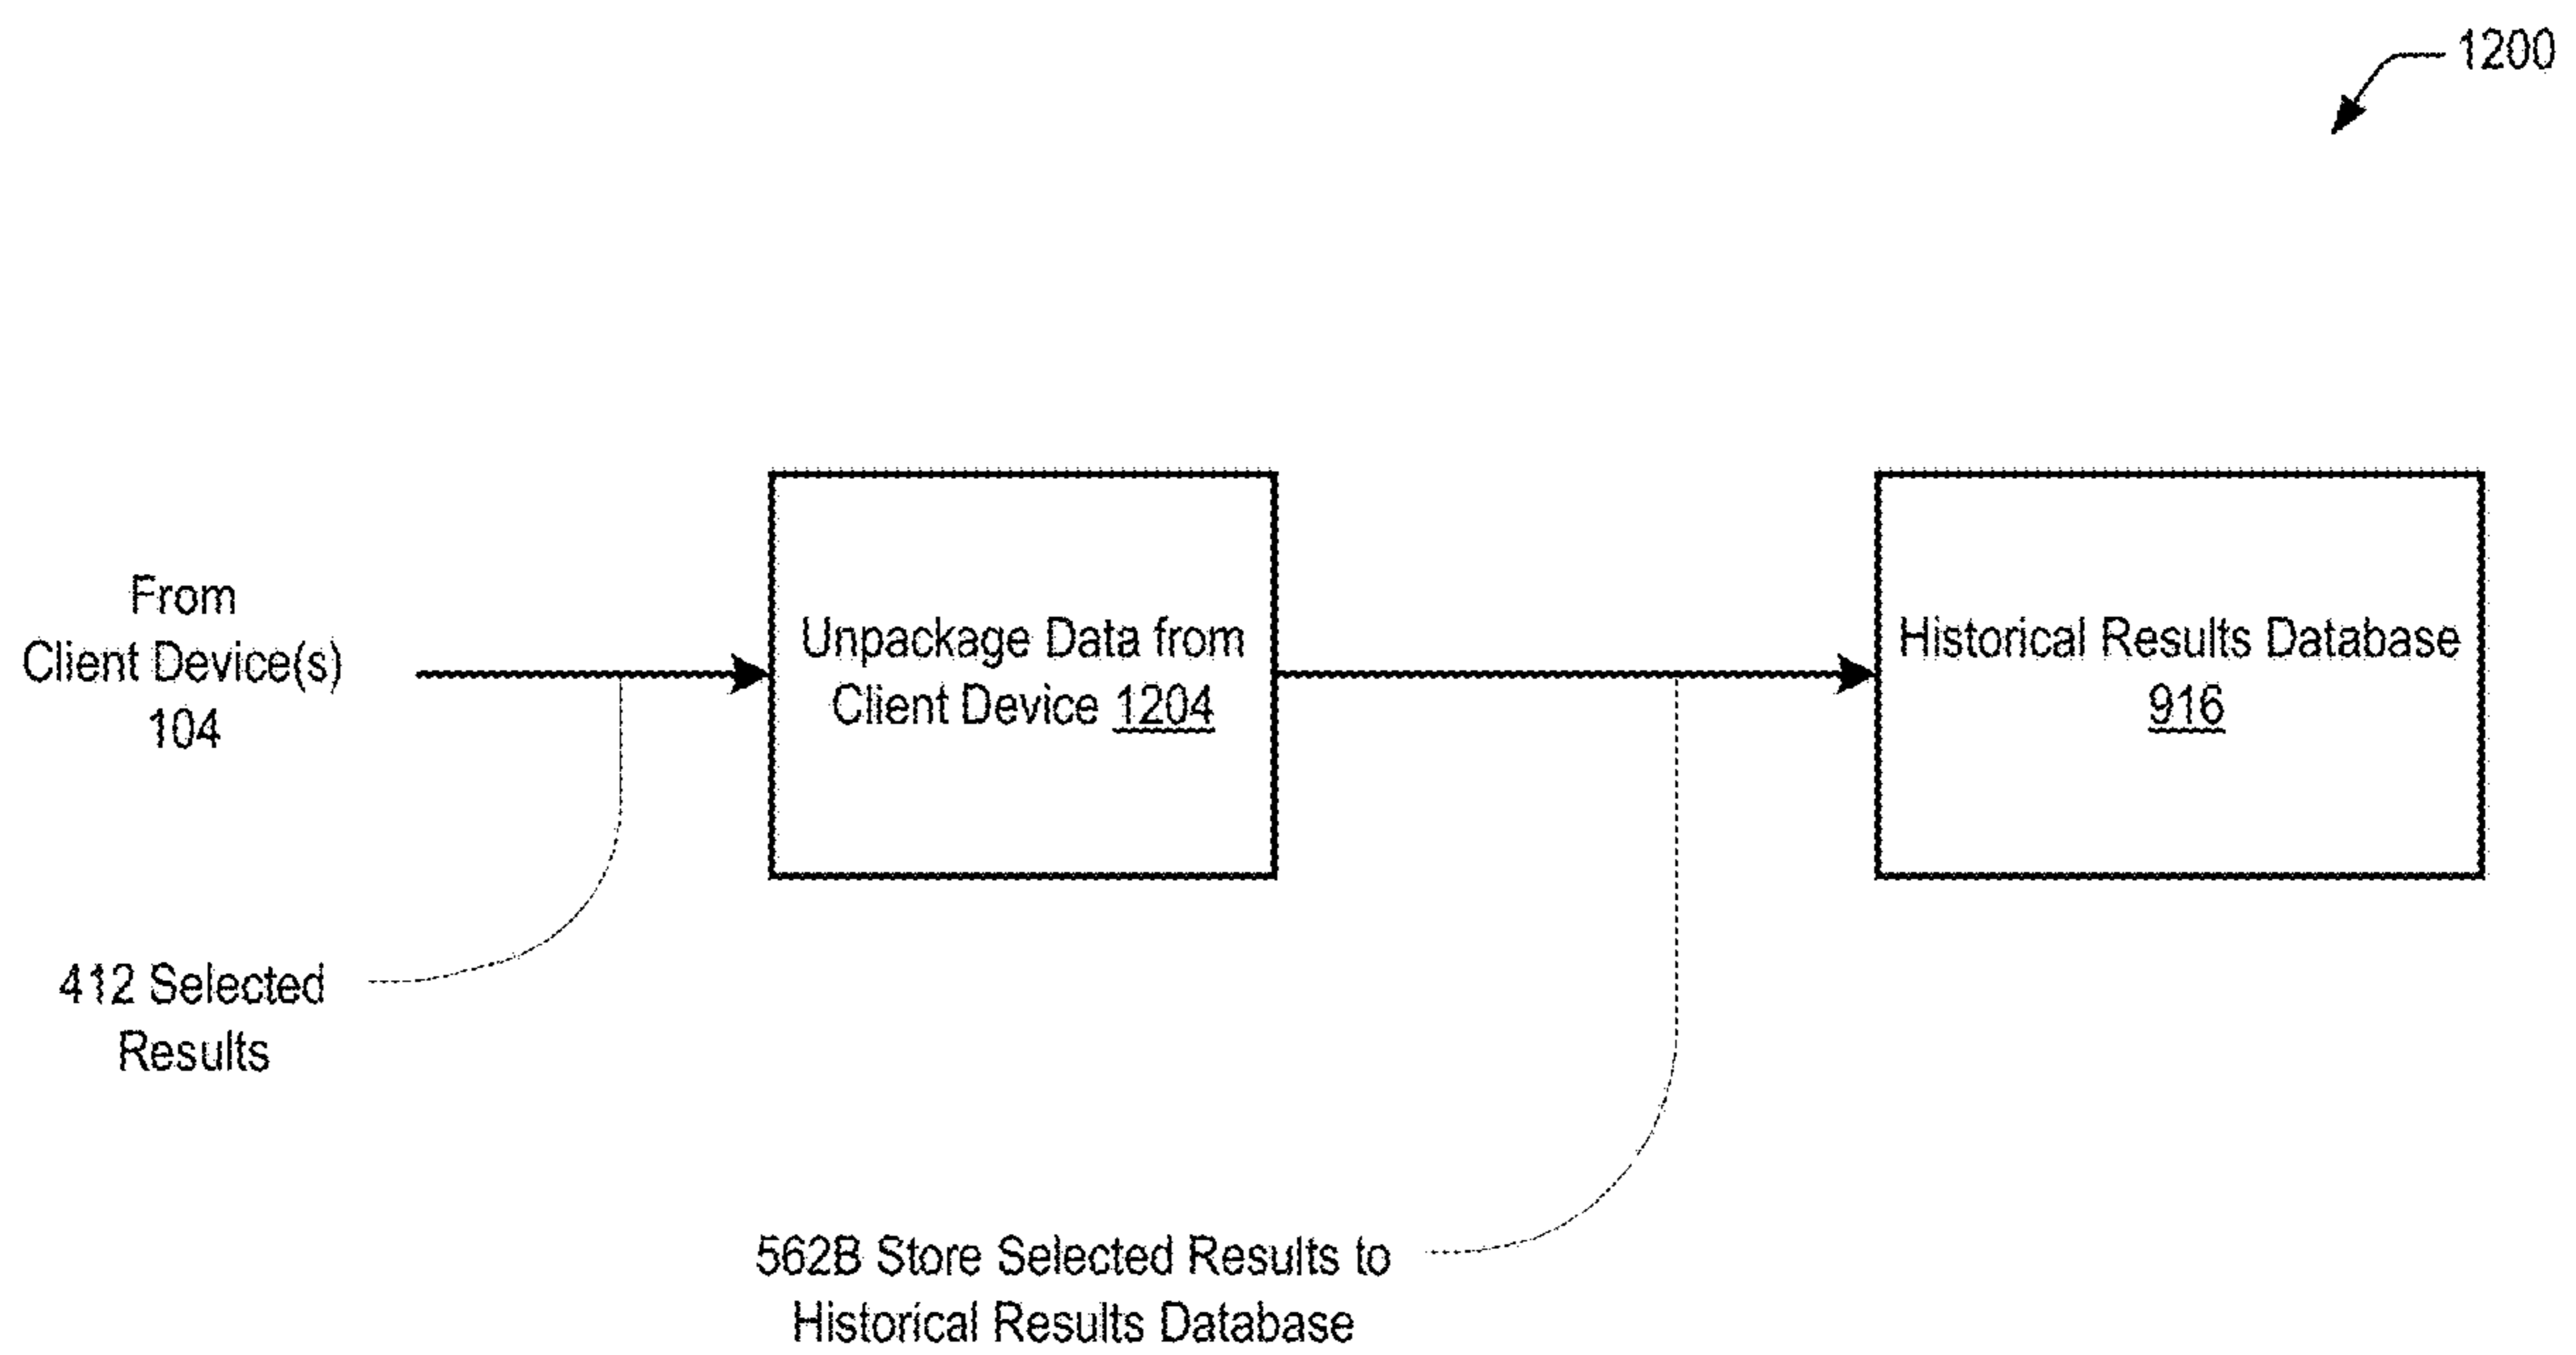 1200
From
Client Device(s)
104
Unpackage Data from
Client Device 1204
Historical Results Database
916
412 Selected
Results
562B Store Selected Results to
Historical Results Database